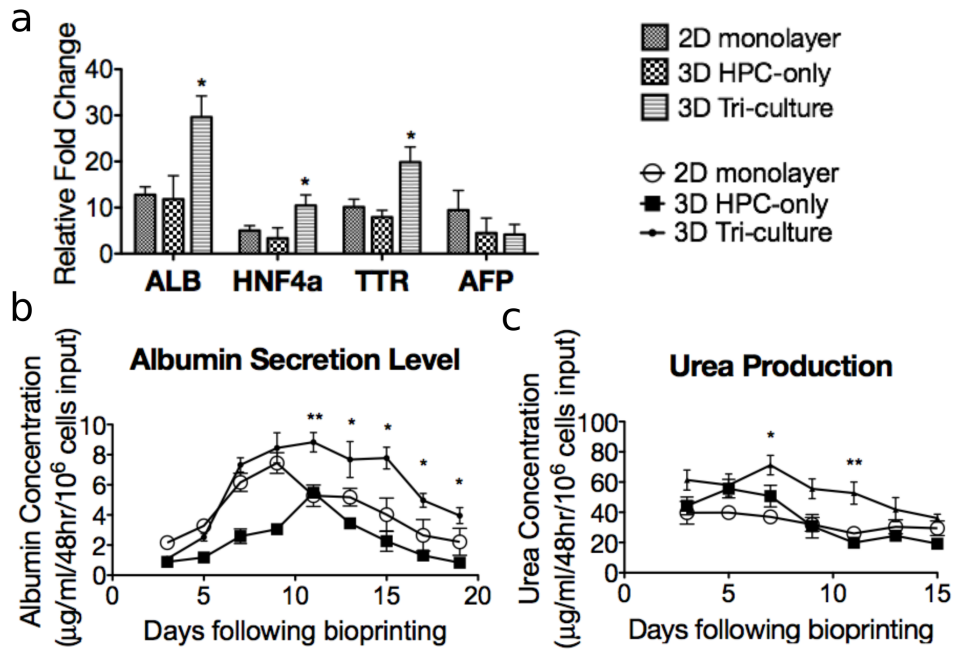 a
Relative Fold Change
40
30
20
10
0
*
*
*
ALB HNF4a TTR AFP
2D monolayer
3D HPC-only
3D Tri-culture
2D monolayer
3D HPC-only
3D Tri-culture
b
Albumin Secretion Level
Albumin Concentration
(µg/ml/48hr/10⁶ cells input)
10
8
6
4
2
0
** * * * *
0 5 10 15 20
Days following bioprinting
c
Urea Production
Urea Concentration
(µg/ml/48hr/10⁶ cells input)
100
80
60
40
20
0
* **
0 5 10 15
Days following bioprinting